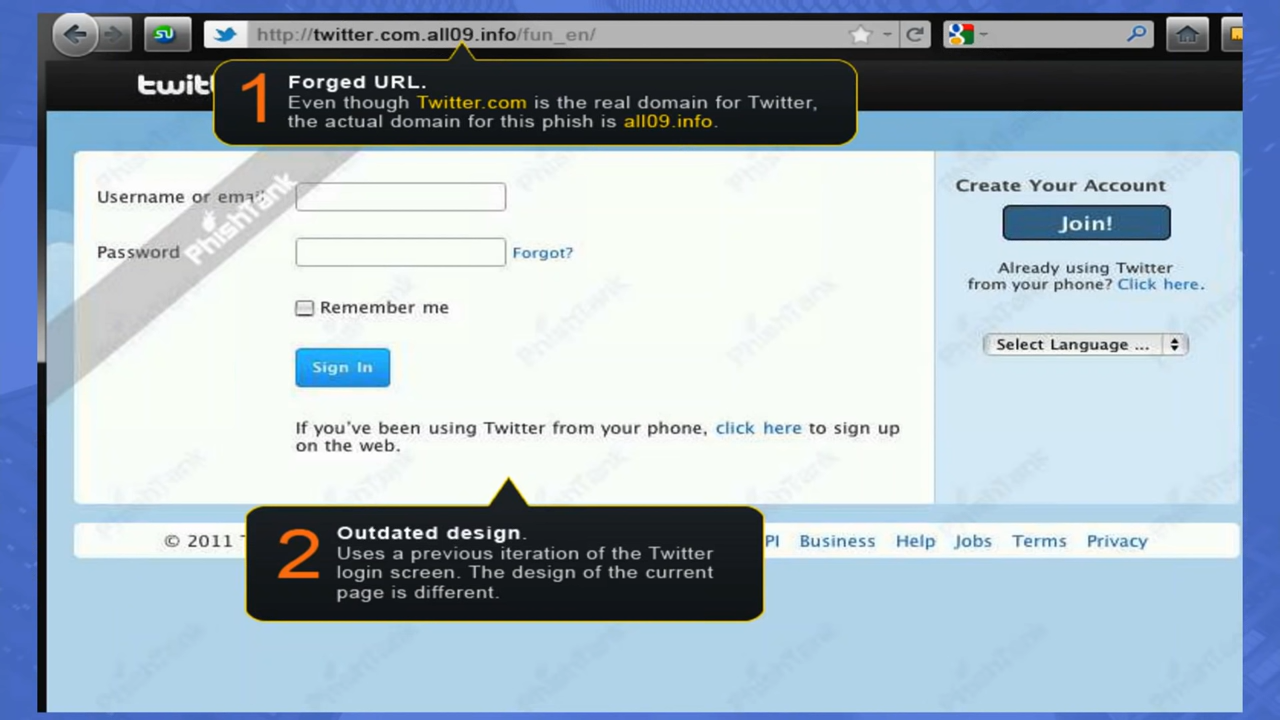 http://twitter.com.all09.info/fun_en/
1 Forged URL.
Even though Twitter.com is the real domain for Twitter,
the actual domain for this phish is all09.info.
Username or email
PhishTank
Password
Forgot?
Remember me
Sign In
If you've been using Twitter from your phone, click here to sign up
on the web.
Create Your Account
Join!
Already using Twitter
from your phone? Click here.
Select Language ...
© 2011
Business Help Jobs Terms Privacy
2 Outdated design.
Uses a previous iteration of the Twitter
login screen. The design of the current
page is different.